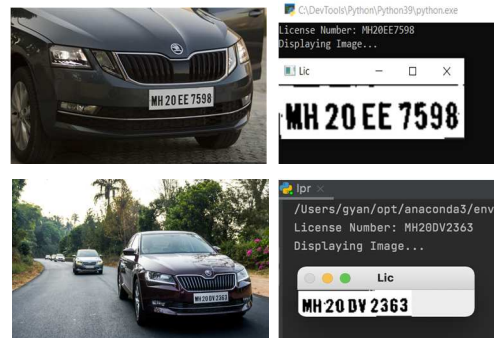 C:\DevTools\Python\Python39\python.exe
License Number: MH20EE7598
Displaying Image...
Lic
MH 20 EE 7598
MH 20 EE 7598
lpr
/Users/gyan/opt/anaconda3/env
License Number: MH20DV2363
Displaying Image...
Lic
MH 20 DV 2363
MH 20 DV 2363